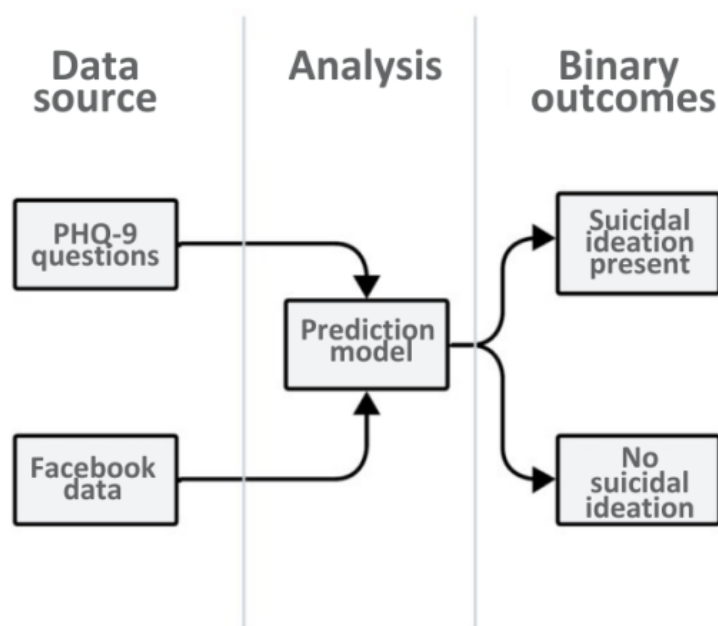 Data
source
Analysis
Binary
outcomes
PHQ-9
questions
Facebook
data
Prediction
model
Suicidal
ideation
present
No
suicidal
ideation